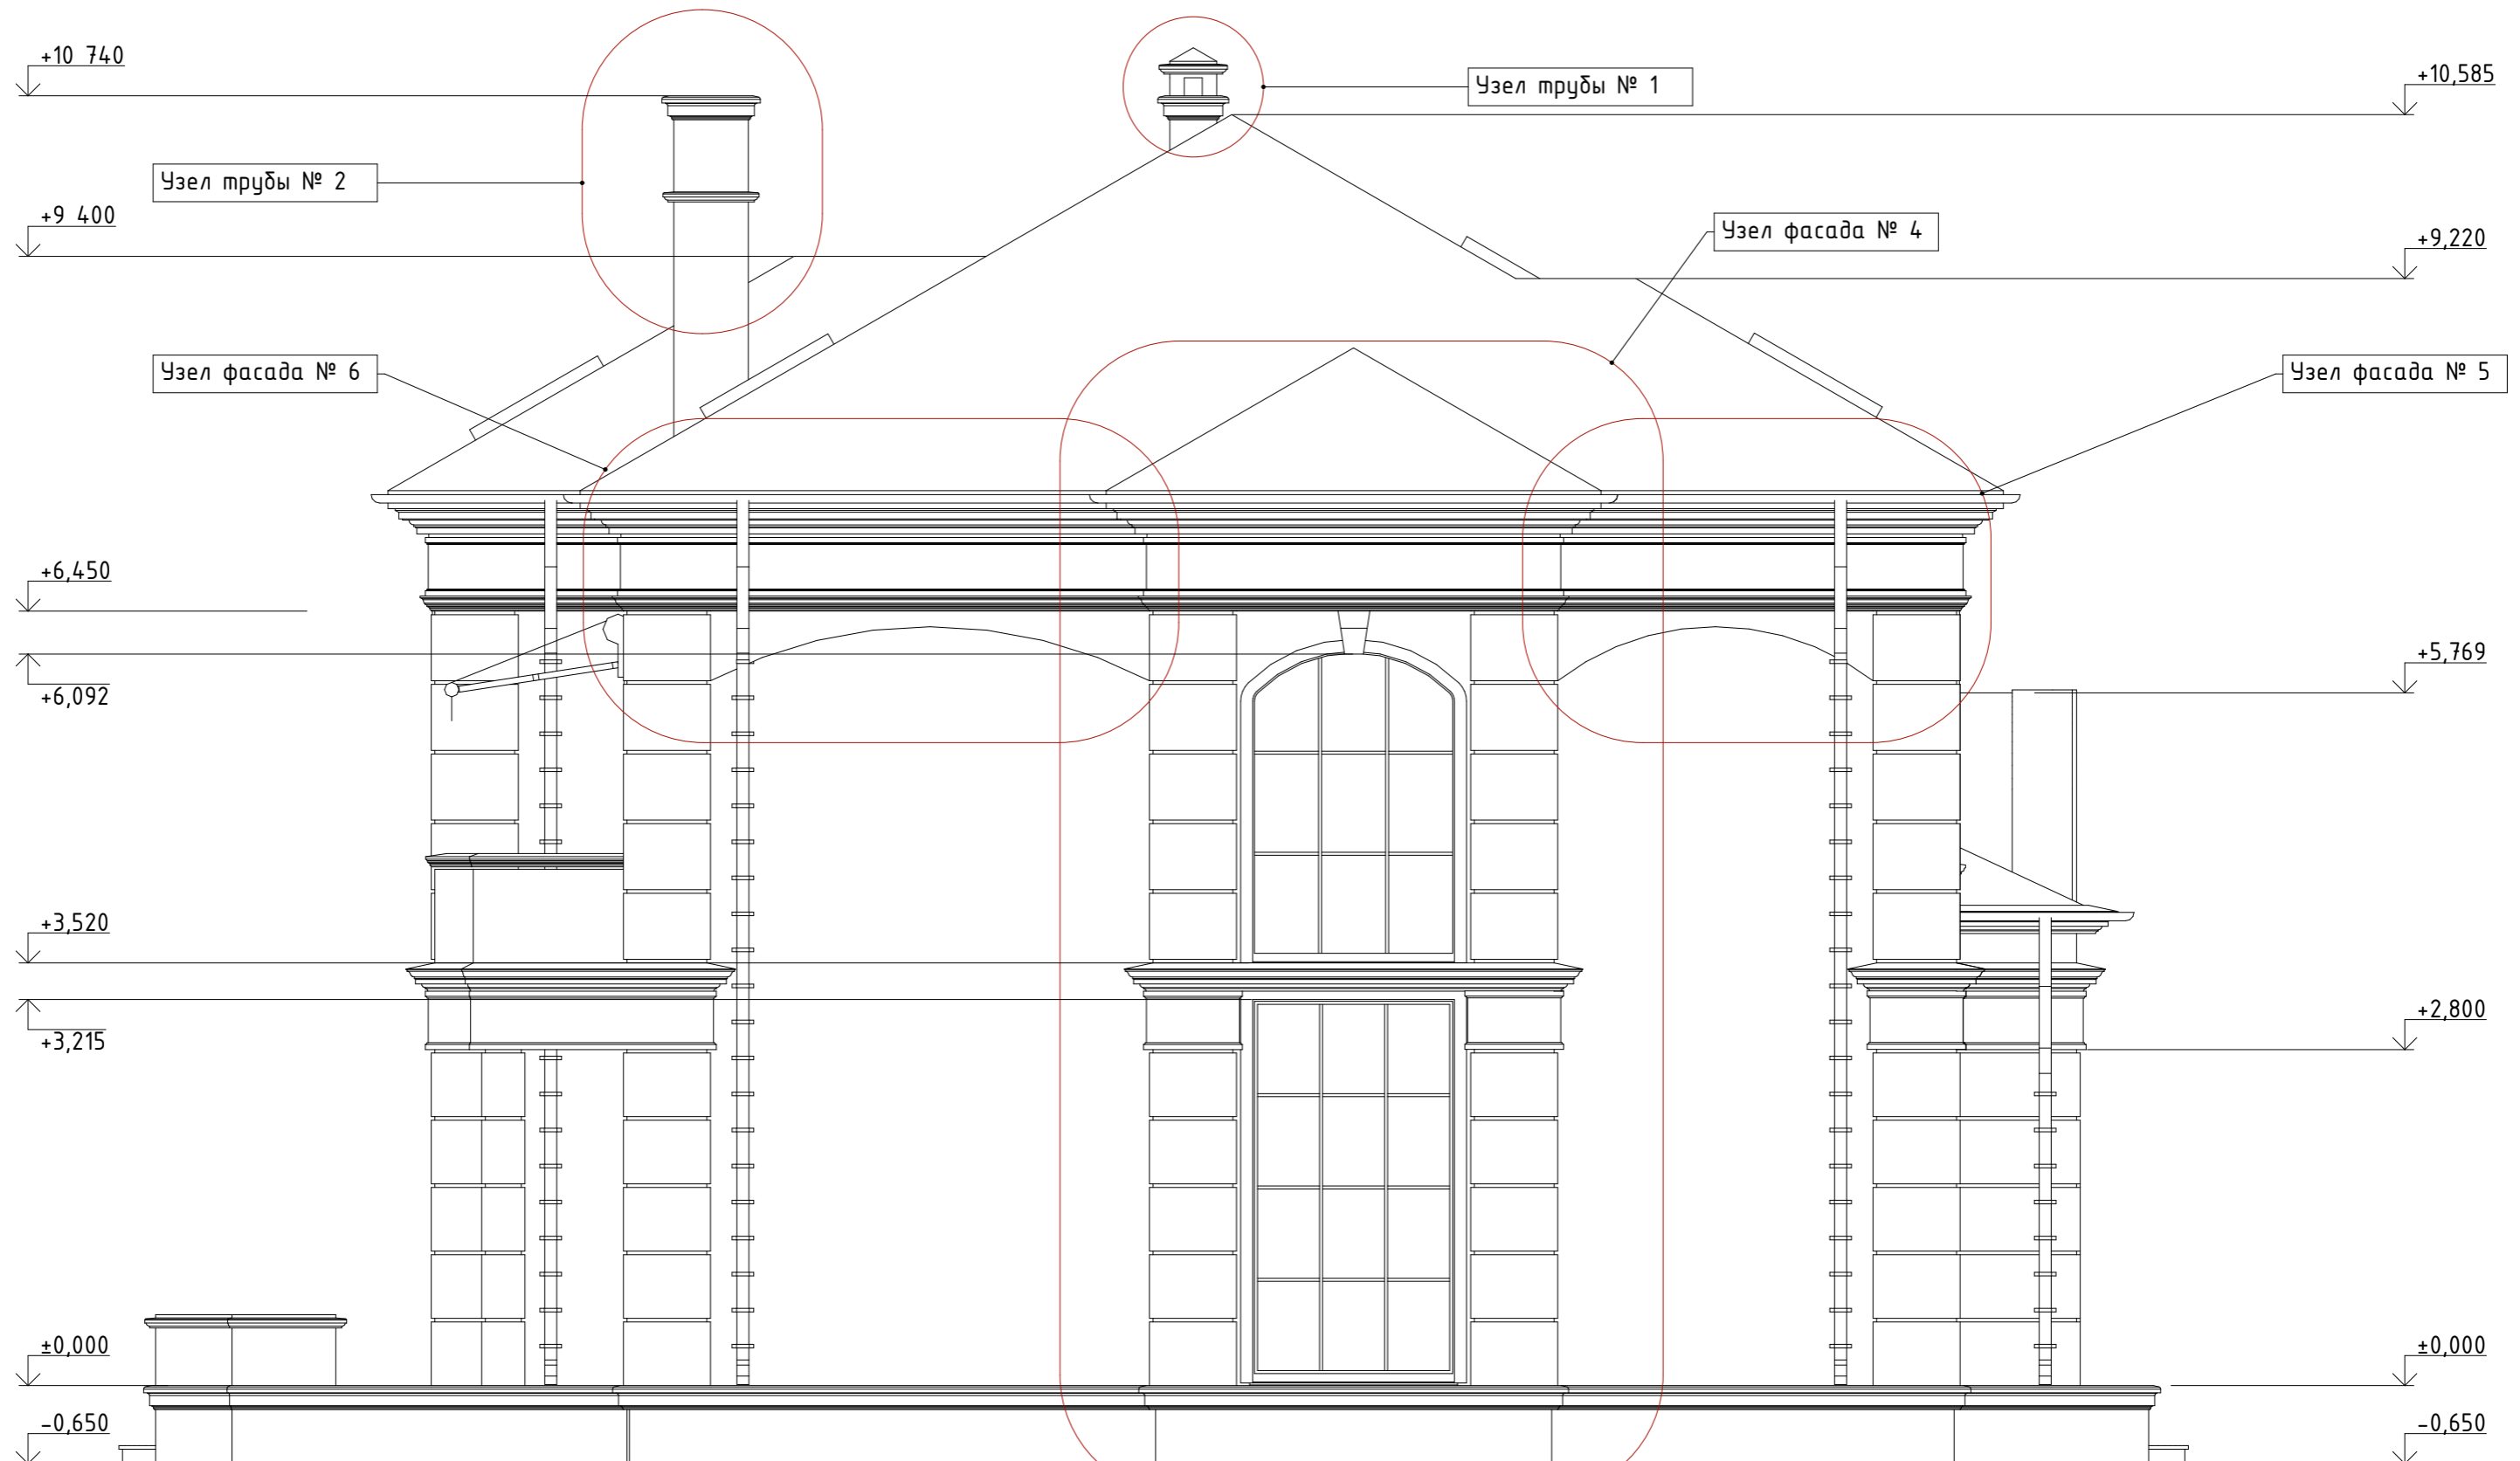 +10 740
+10,585
Узел трубы № 1
Узел трубы № 2
+9 400
Узел фасада № 4
+9,220
Узел фасада № 6
Узел фасада № 5
+6,450
+6,092
+5,769
+3,520
+3,215
+2,800
±0,000
±0,000
-0,650
-0,650